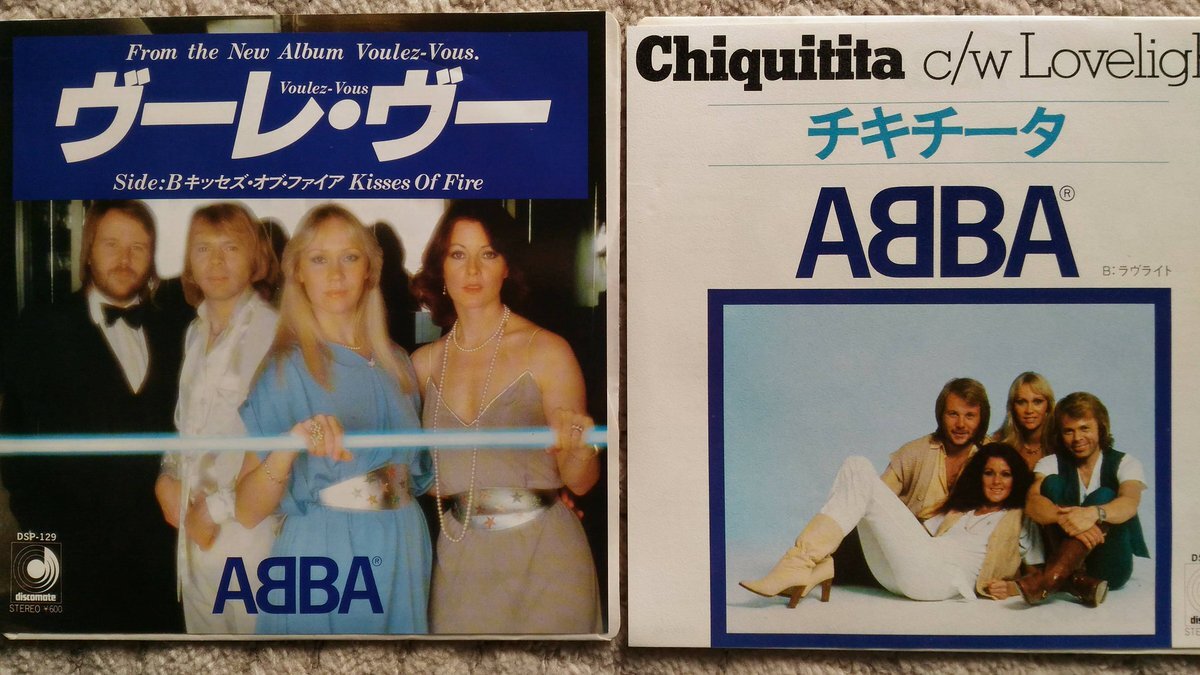 From the New Album Voulez-Vous.
Voulez-Vous
ヴーレ・ヴー
Side:B キッセズ・オブ・ファイア Kisses Of Fire
DSP-129
discomate
STEREO ¥600
ABBA®
Chiquitita c/w Loveligh
チキチータ
ABBA®
B：ラヴライト